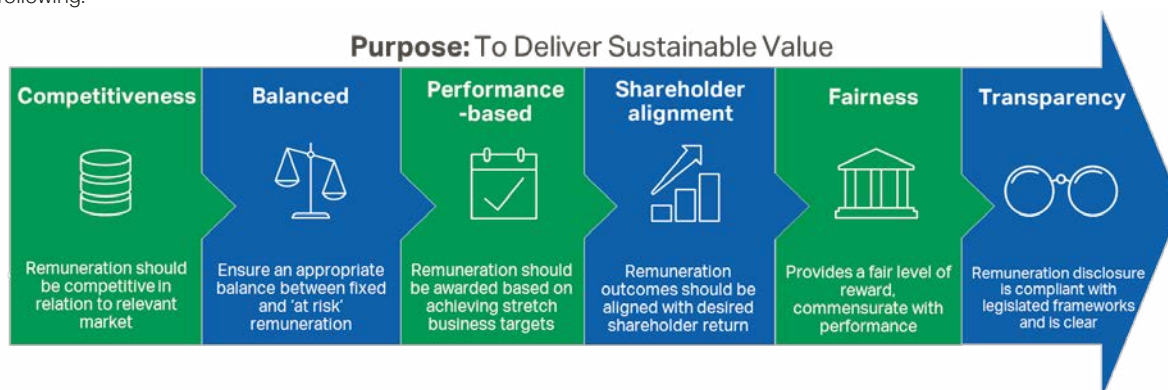 following:
Purpose: To Deliver Sustainable Value
Competitiveness
Remuneration should
be competitive in
relation to relevant
market
Balanced
Ensure an appropriate
balance between fixed
and 'at risk'
remuneration
Performance
-based
Remuneration should
be awarded based on
achieving stretch
business targets
Shareholder
alignment
Remuneration
outcomes should be
aligned with desired
shareholder return
Fairness
Provides a fair level of
reward,
commensurate with
performance
Transparency
Remuneration disclosure
is compliant with
legislated frameworks
and is clear